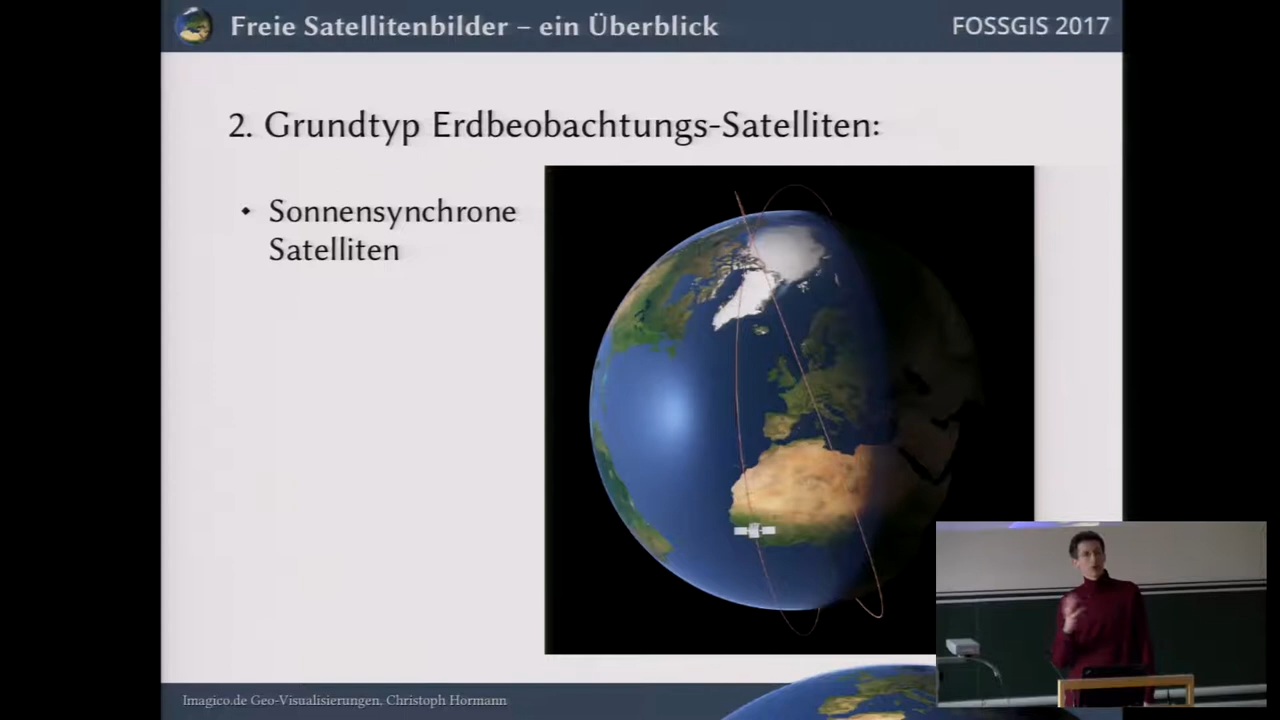 Freie Satellitenbilder – ein Überblick
FOSSGIS 2017
2. Grundtyp Erdbeobachtungs-Satelliten:
• Sonnensynchrone
Satelliten
Imagico.de Geo-Visualisierungen, Christoph Hormann